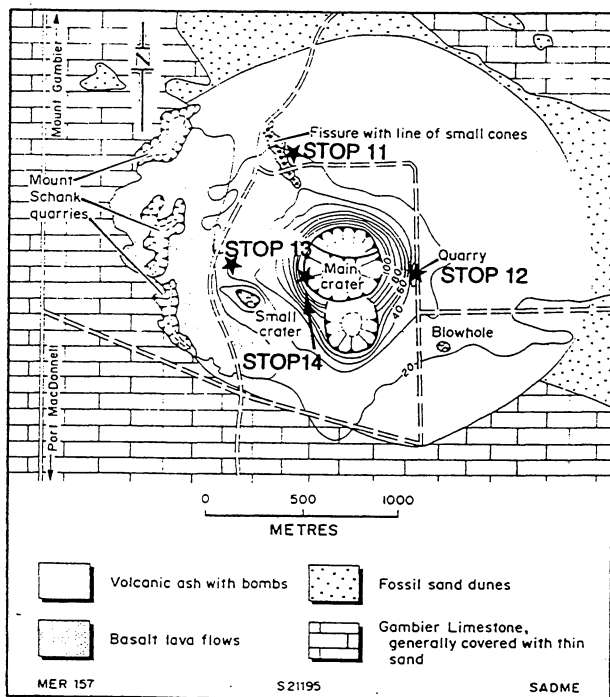 Mount Gambier
N
Fissure with line of small cones
STOP 11
Mount
Schank
quarries
STOP 13
Main
crater
Quarry
STOP 12
100
80
60
40
Small
crater
STOP14
Blowhole
20
Port MacDonnell
0 500 1000
METRES
Volcanic ash with bombs
Fossil sand dunes
Basalt lava flows
Gambier Limestone,
generally covered with thin
sand
MER 157 S21195 SADME